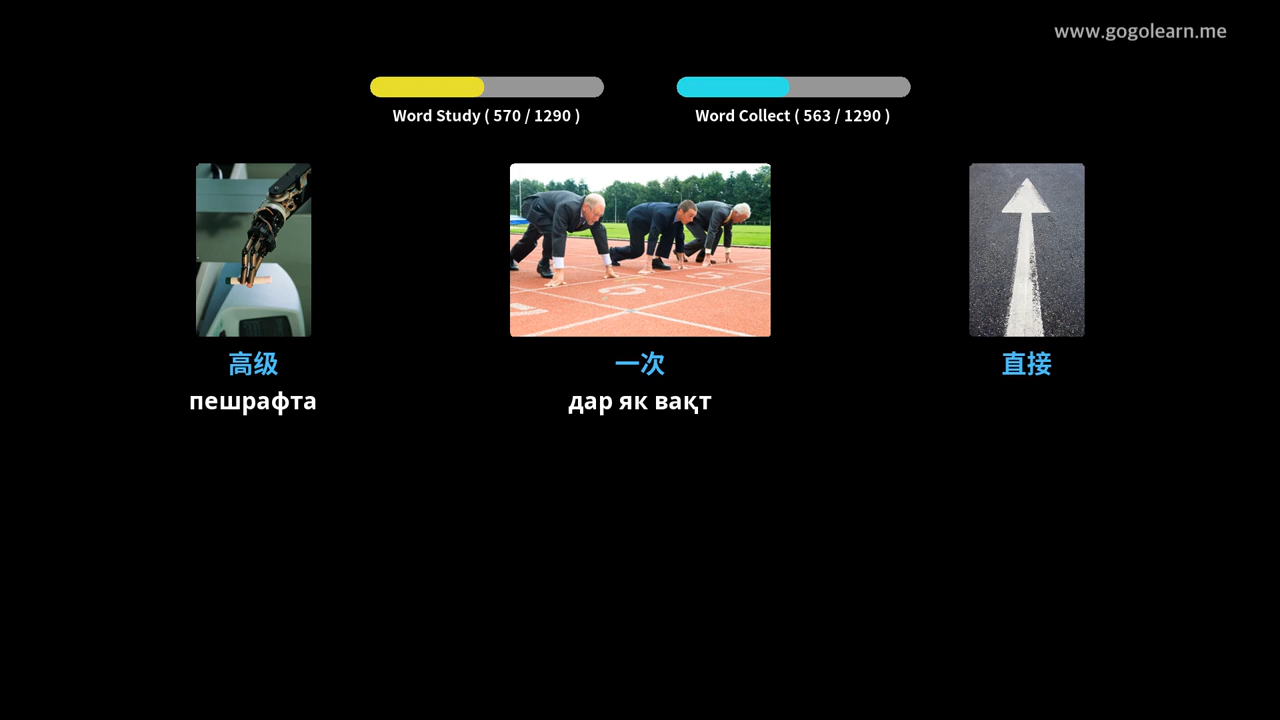 www.gogolearn.me
Word Study ( 570 / 1290 )
Word Collect ( 563 / 1290 )
高级
一次
直接
пешрафта
дар як вақт